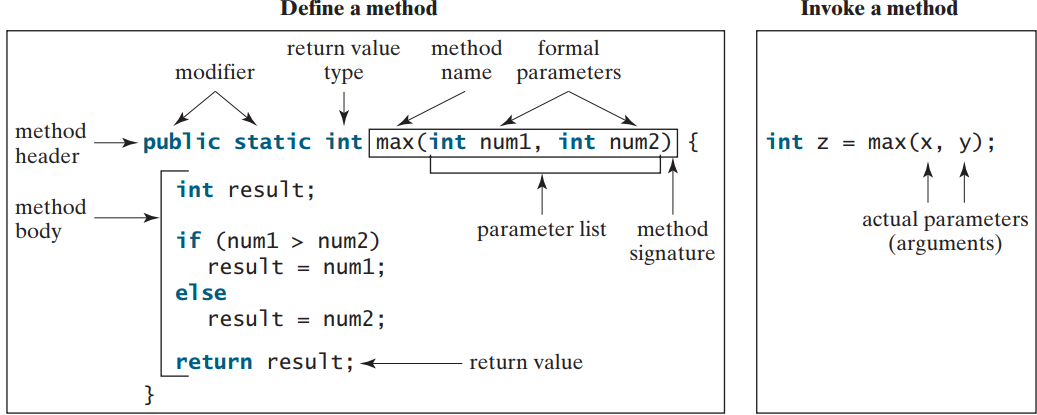 Define a method
Invoke a method
return value type
method name
formal parameters
modifier
method header
public static int max(int num1, int num2) {
int result;
method body
parameter list
method signature
if (num1 > num2)
result = num1;
else
result = num2;
return result;
return value
}
int z = max(x, y);
actual parameters
(arguments)